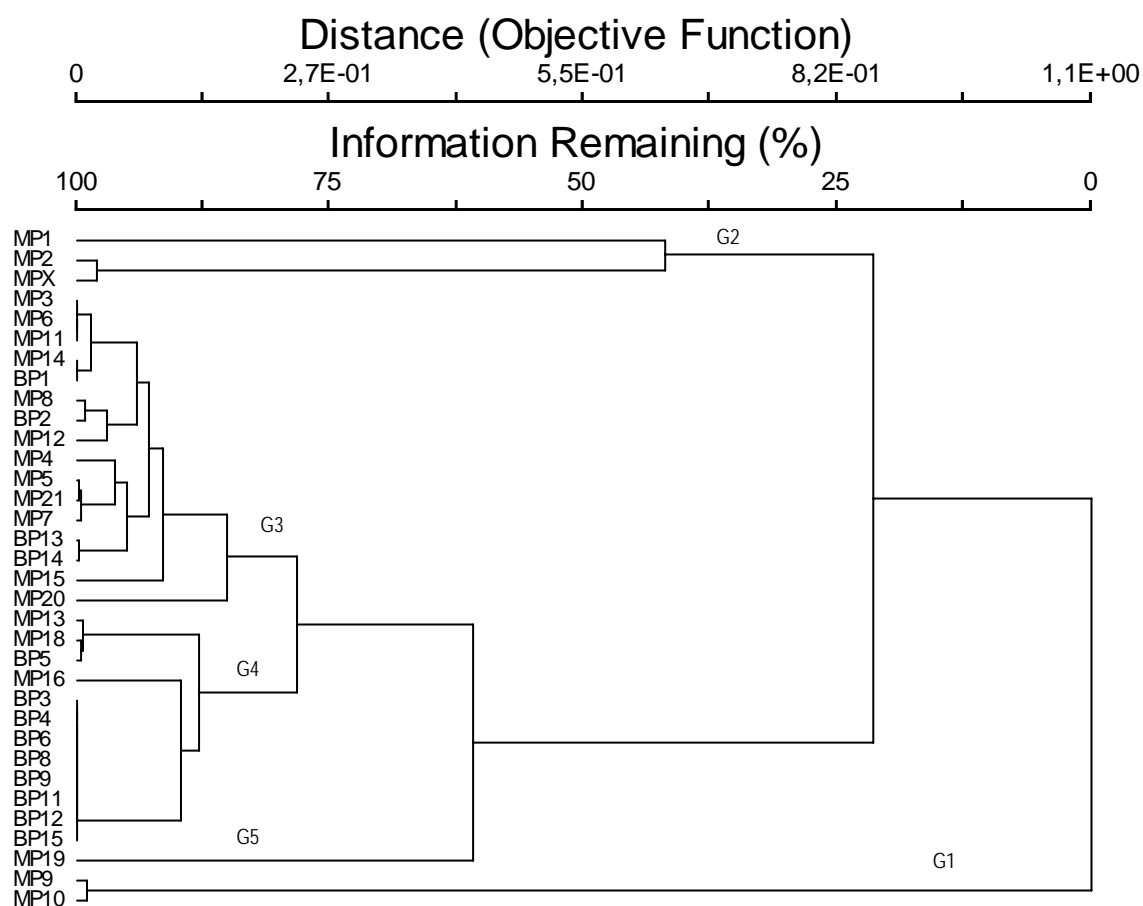 Distance (Objective Function)
0 2,7E-01 5,5E-01 8,2E-01 1,1E+00
Information Remaining (%)
100 75 50 25 0
MP1
G2
MP2
MPX
MP3
MP6
MP11
MP14
BP1
MP8
BP2
MP12
MP4
MP5
MP21
MP7
G3
BP13
BP14
MP15
MP20
MP13
MP18
BP5
G4
MP16
BP3
BP4
BP6
BP8
BP9
BP11
BP12
BP15
G5
MP19
G1
MP9
MP10